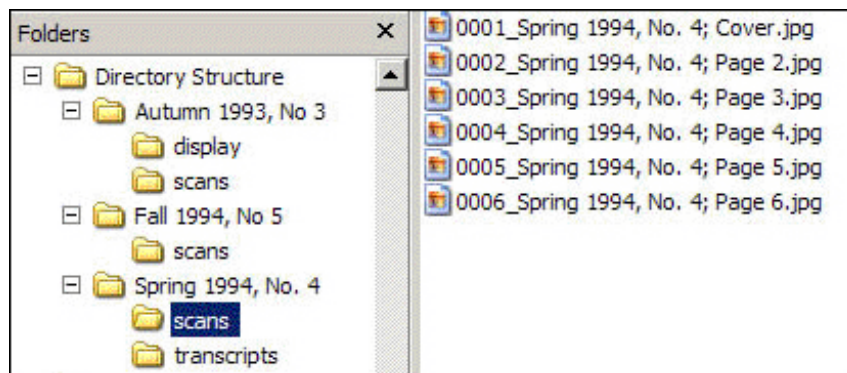 Folders
Directory Structure
Autumn 1993, No 3
display
scans
Fall 1994, No 5
scans
Spring 1994, No. 4
scans
transcripts
0001_Spring 1994, No. 4; Cover.jpg
0002_Spring 1994, No. 4; Page 2.jpg
0003_Spring 1994, No. 4; Page 3.jpg
0004_Spring 1994, No. 4; Page 4.jpg
0005_Spring 1994, No. 4; Page 5.jpg
0006_Spring 1994, No. 4; Page 6.jpg